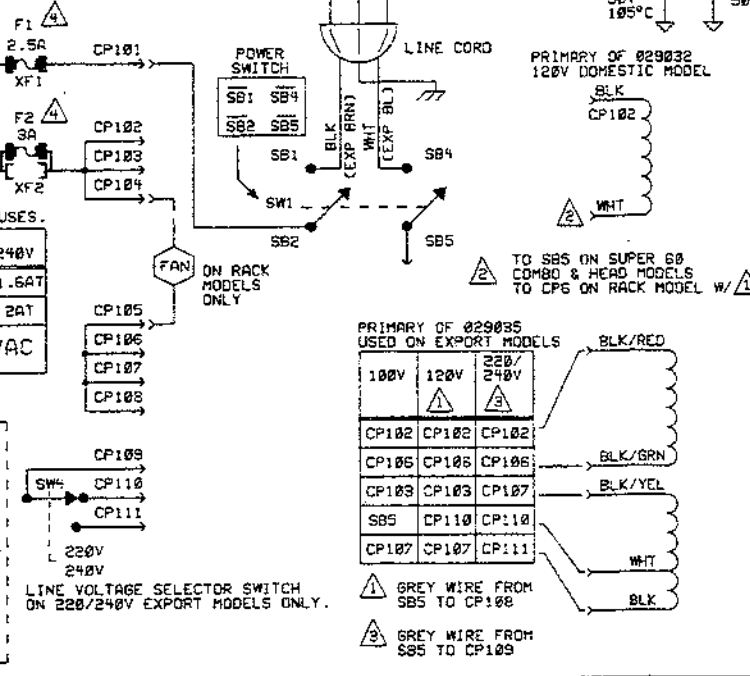 F1
4
2.5A
XF1
CP101
F2
4
3A
XF2
CP102
CP103
CP104
FAN
ON RACK
MODELS
ONLY
USES.
240V
1.6AT
2AT
VAC
CP105
CP106
CP107
CP108
CP109
SW4
CP110
CP111
220V
240V
LINE VOLTAGE SELECTOR SWITCH
ON 220/240V EXPORT MODELS ONLY.
POWER
SWITCH
SB1 SB4
SB2 SB5
LINE CORD
BLK
(EXP BRN)
WHT
(EXP BL)
SB1
SB4
SW1
SB2
SB5
105°C
PRIMARY OF 029032
120V DOMESTIC MODEL
BLK
CP102
2
WHT
2
TO SB5 ON SUPER 60
COMBO & HEAD MODELS
TO CP6 ON RACK MODEL W/ 1
PRIMARY OF 029035
USED ON EXPORT MODELS
100V 120V 220/
240V
1 3
CP102 CP102 CP102
CP106 CP106 CP106
CP103 CP103 CP107
SB5 CP110 CP110
CP107 CP107 CP111
BLK/RED
BLK/GRN
BLK/YEL
WHT
BLK
1 GREY WIRE FROM
SB5 TO CP108
3 GREY WIRE FROM
SB5 TO CP109